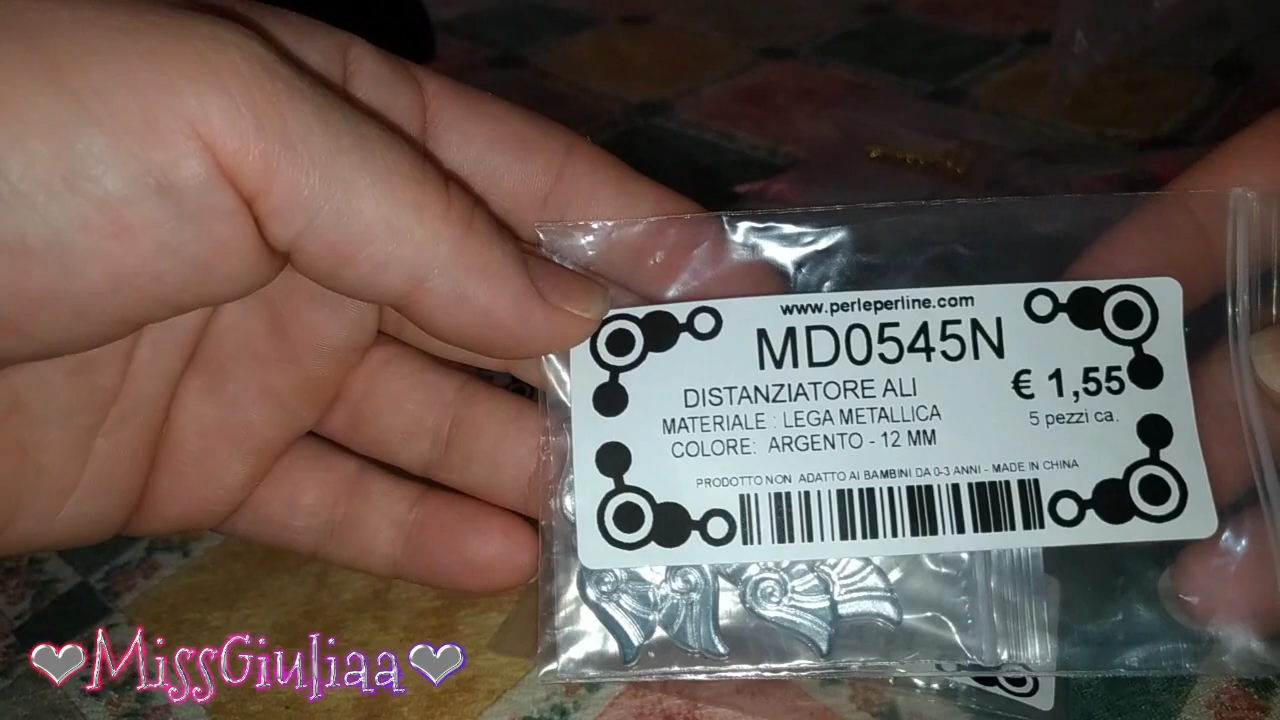 www.perleperline.com
MD0545N
DISTANZIATORE ALI
€ 1,55
MATERIALE : LEGA METALLICA
5 pezzi ca.
COLORE: ARGENTO - 12 MM
PRODOTTO NON ADATTO AI BAMBINI DA 0-3 ANNI - MADE IN CHINA
❤MissGiuliaa❤